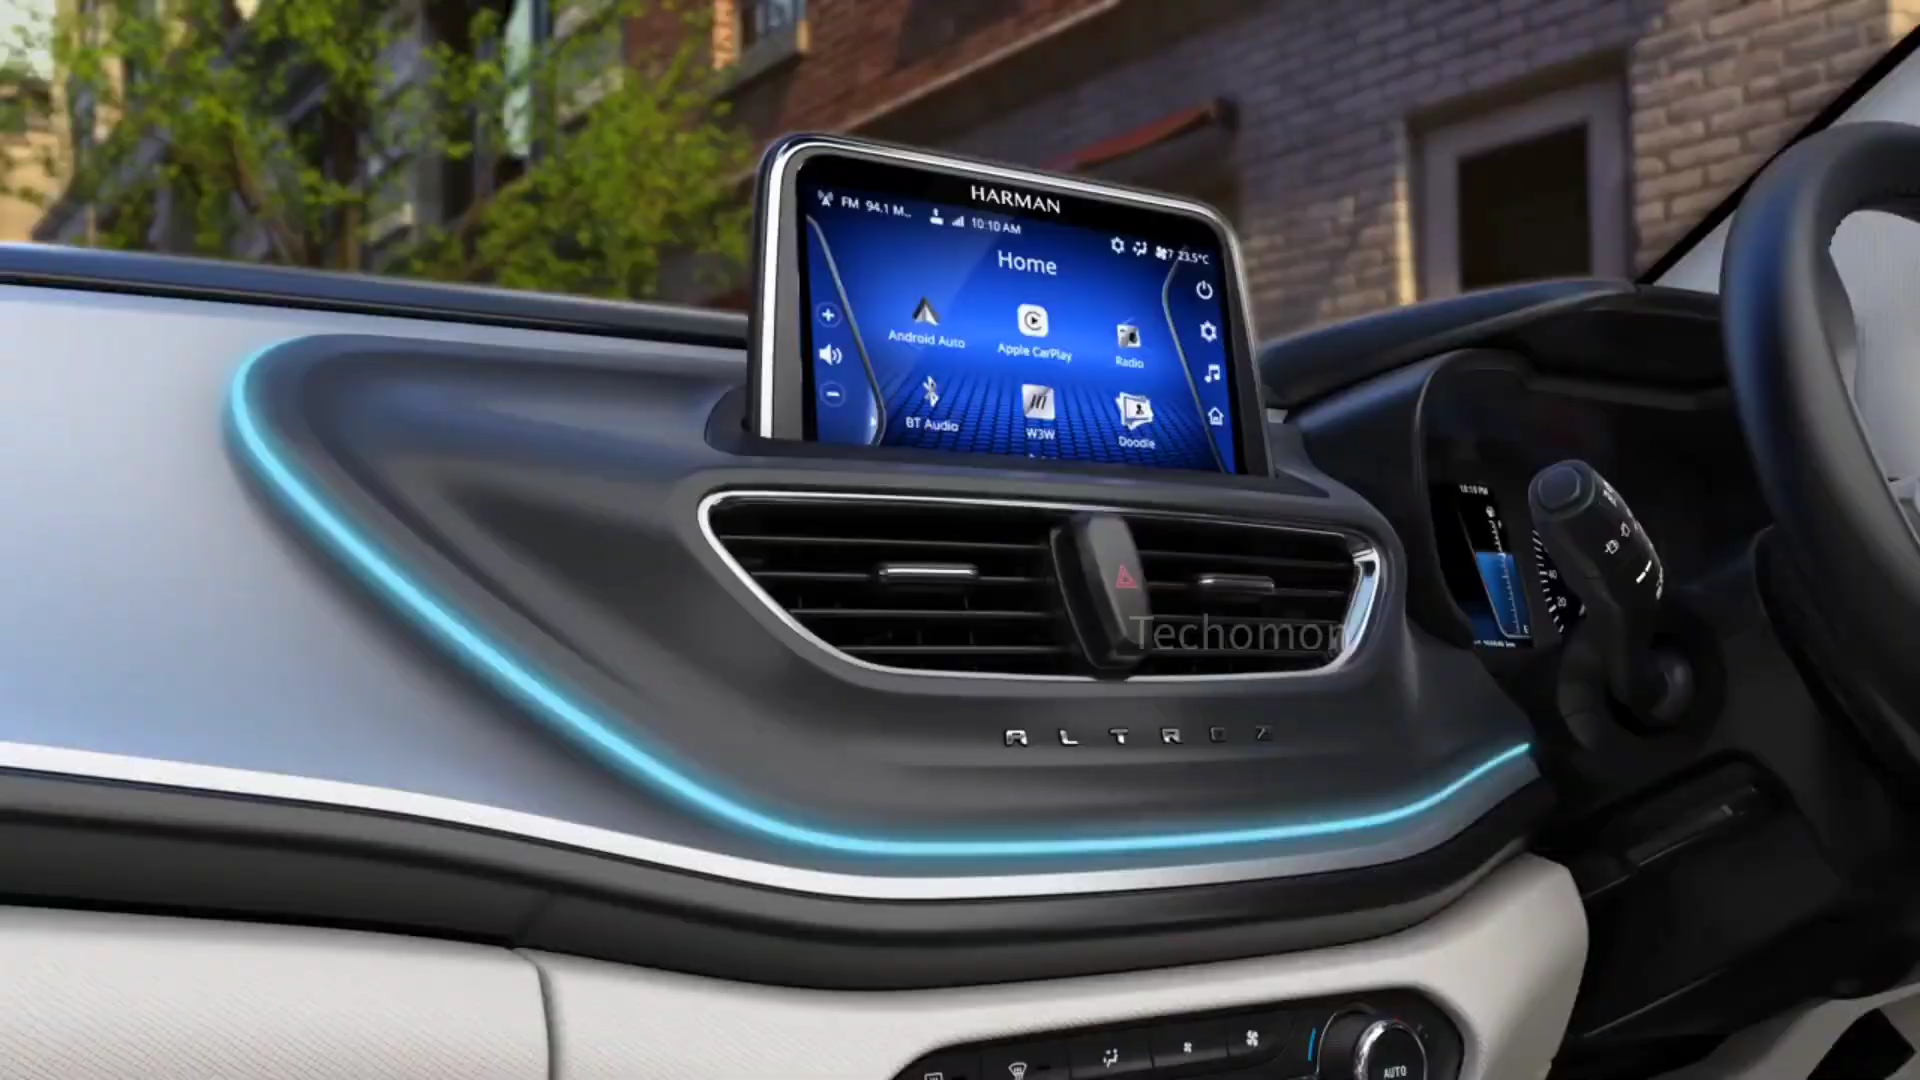 HARMAN
FM 94.1 M...
10:10 AM
7 23.5°C
Home
Android Auto
Apple CarPlay
Radio
BT Audio
W3W
Doodle
Techomon
ALTROZ
AUTO